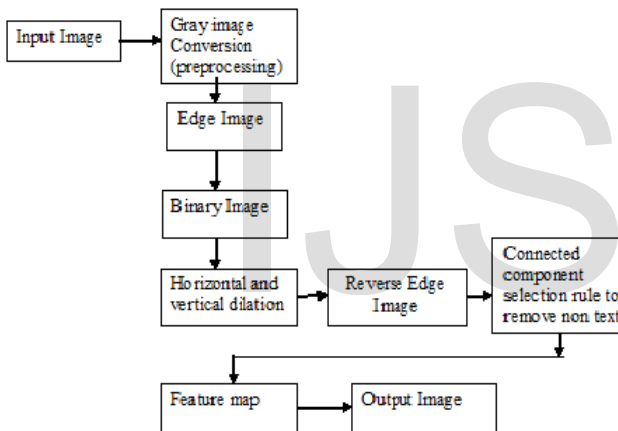 Input Image
Gray image
Conversion
(preprocessing)
Edge Image
Binary Image
Horizontal and
vertical dilation
Reverse Edge
Image
Connected
component
selection rule to
remove non text
Feature map
Output Image
IJS